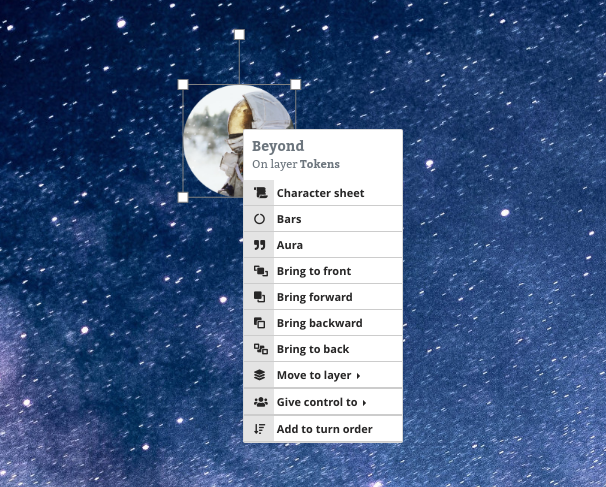 Beyond
On layer Tokens
Character sheet
Bars
Aura
Bring to front
Bring forward
Bring backward
Bring to back
Move to layer
Give control to
Add to turn order